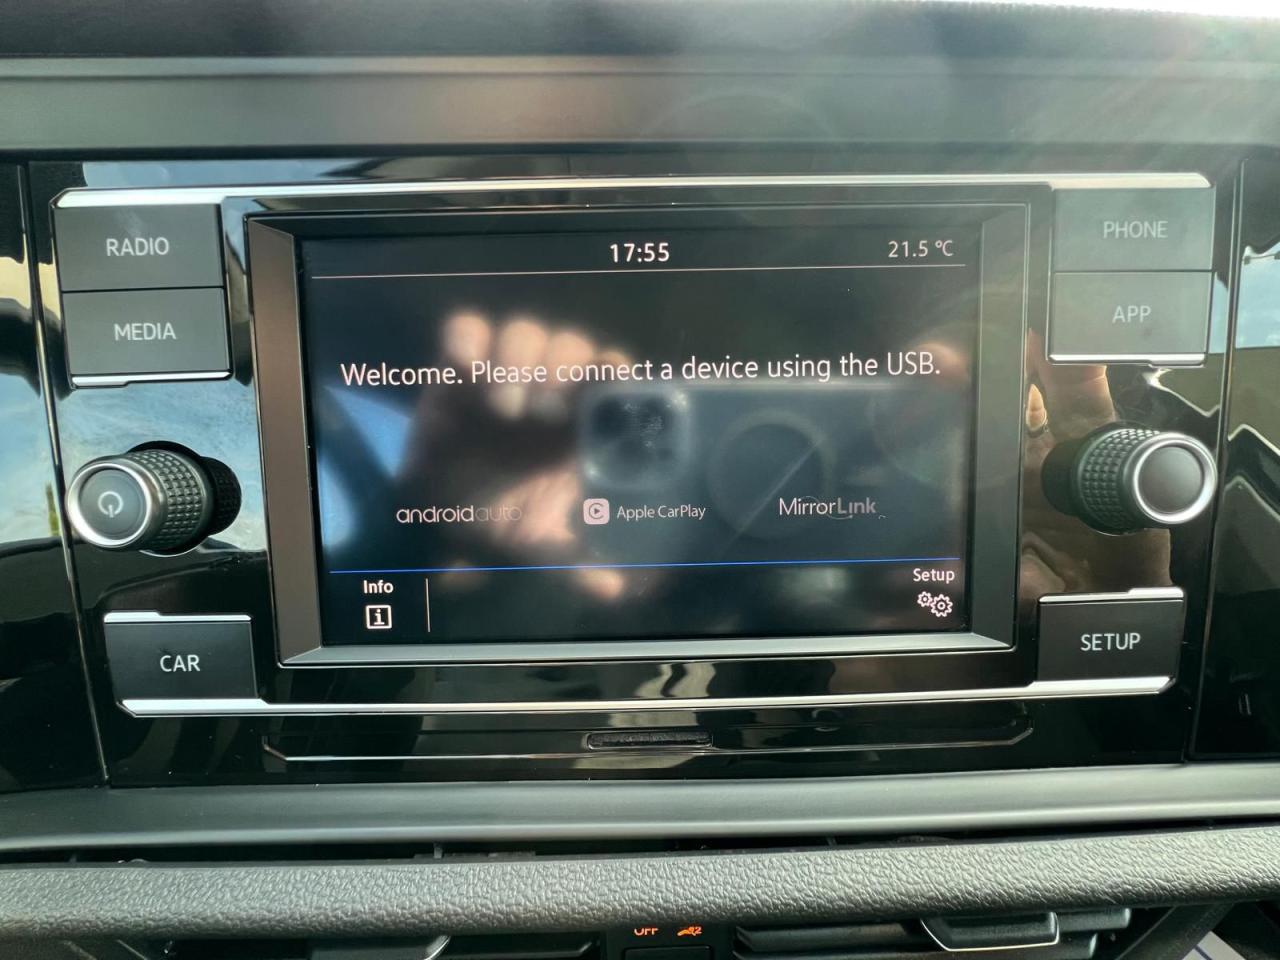 RADIO
MEDIA
CAR
17:55
21.5 °C
Welcome. Please connect a device using the USB.
androidauto
Apple CarPlay
MirrorLink
Info
Setup
PHONE
APP
SETUP
OFF